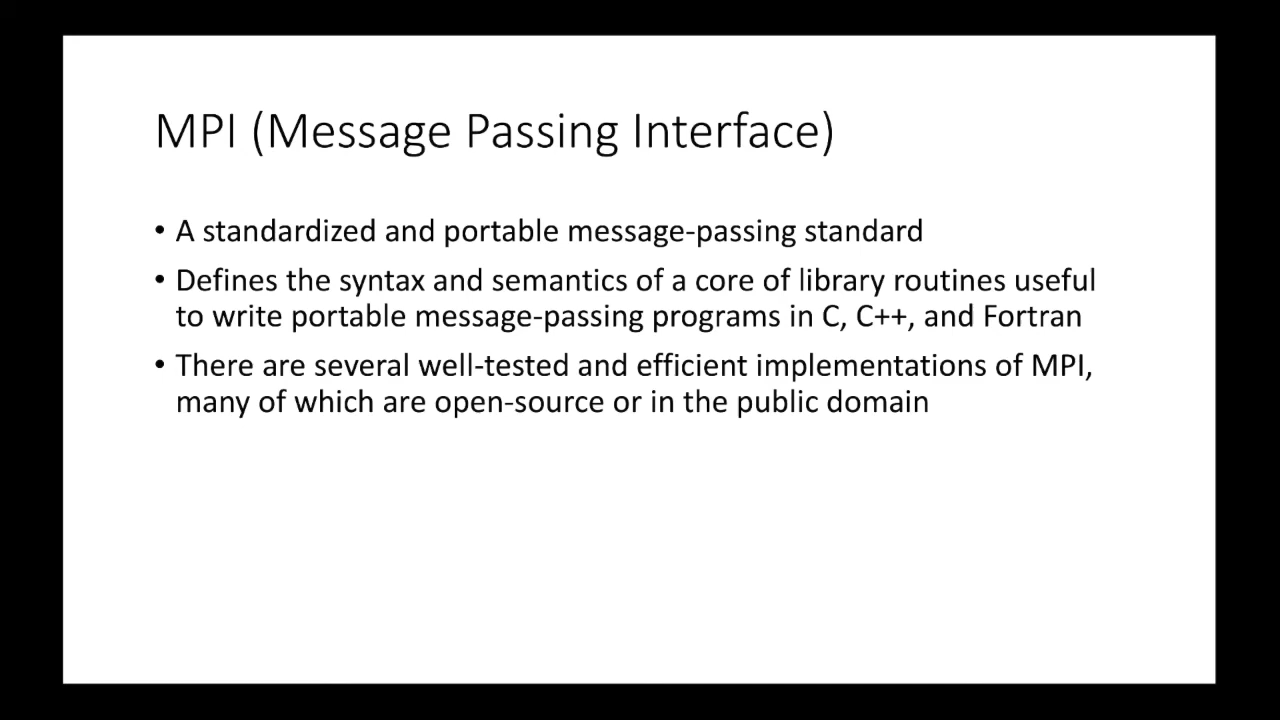 MPI (Message Passing Interface)
• A standardized and portable message-passing standard
• Defines the syntax and semantics of a core of library routines useful
to write portable message-passing programs in C, C++, and Fortran
• There are several well-tested and efficient implementations of MPI,
many of which are open-source or in the public domain